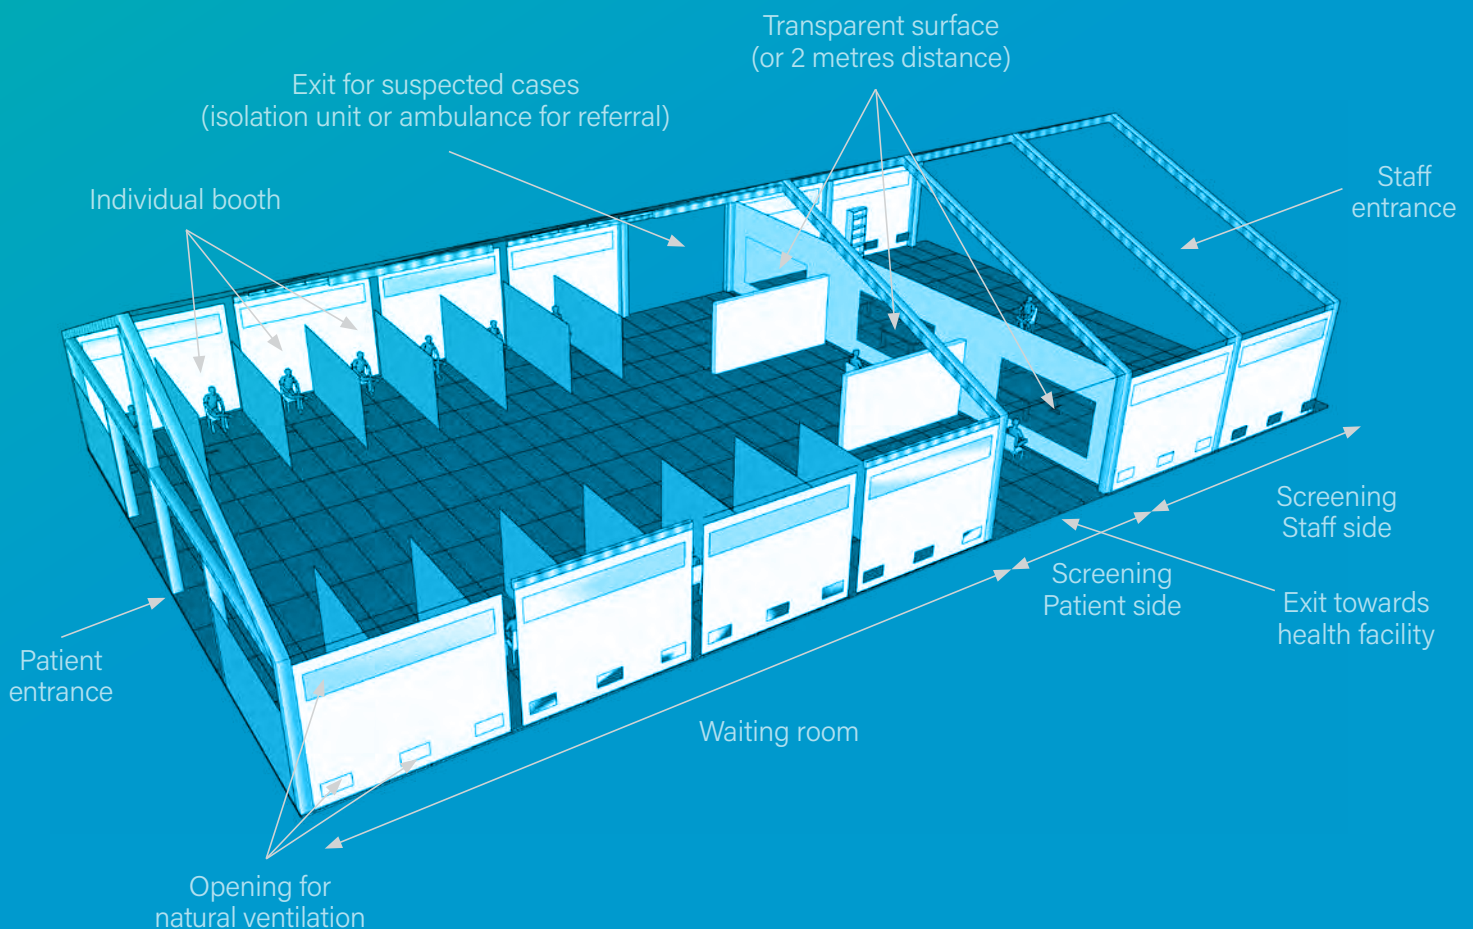 Transparent surface
(or 2 metres distance)
Exit for suspected cases
(isolation unit or ambulance for referral)
Individual booth
Staff
entrance
Screening
Staff side
Screening
Patient side
Exit towards
health facility
Patient
entrance
Waiting room
Opening for
natural ventilation